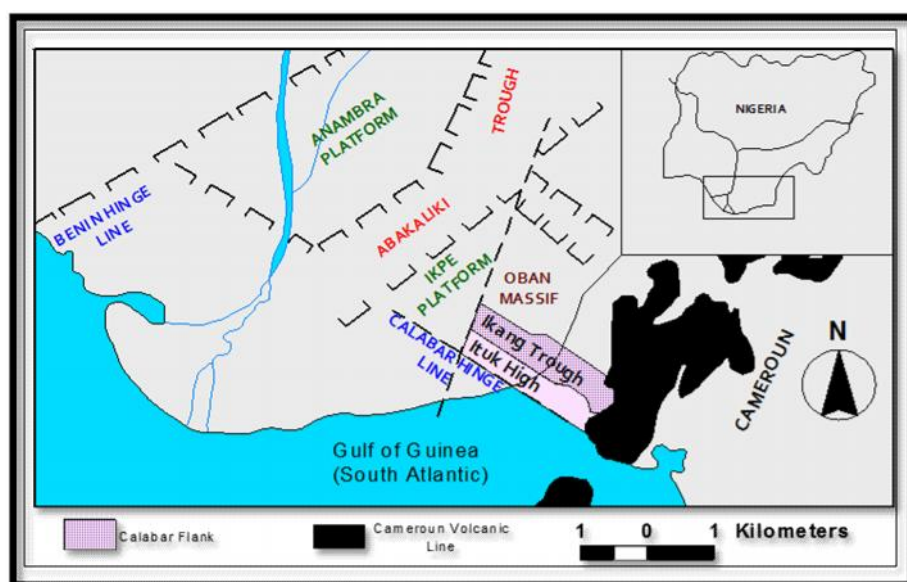 ANAMBRA
PLATFORM
TROUGH
NIGERIA
BENIN HINGE
LINE
ABAKALIKI
IKPE
PLATFORM
OBAN
MASSIF
CALABAR HINGE
LINE
Ikang Trough
Ituk High
CAMEROUN
N
Gulf of Guinea
(South Atlantic)
Calabar Flank
Cameroun Volcanic
Line
1 0 1 Kilometers